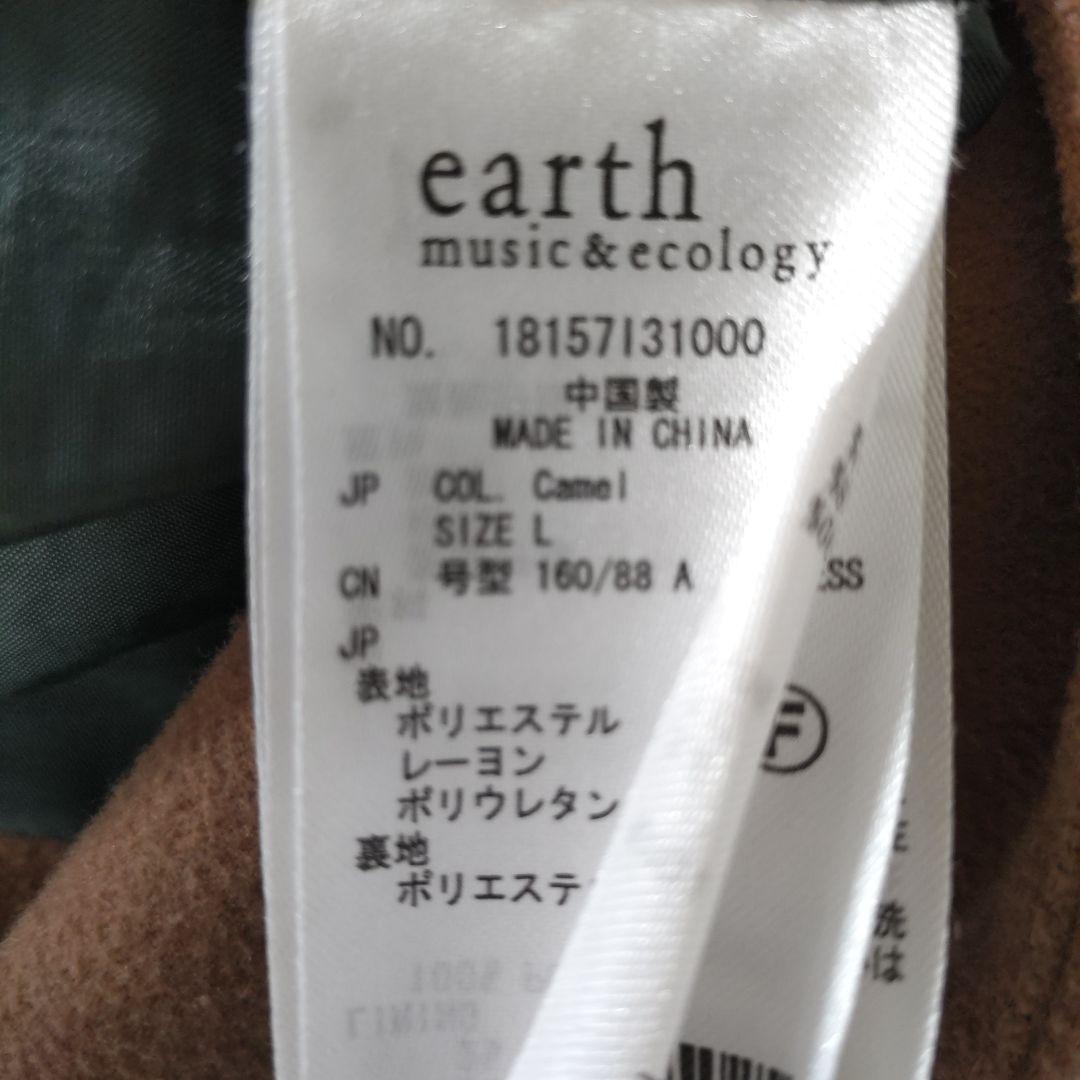 earth
music&ecology
NO. 18157I31000
中国製
MADE IN CHINA
JP COL. Camel
SIZE L
CN 号型 160/88 A
JP
表地
ポリエステル
レーヨン
ポリウレタン
裏地
ポリエステ
F
洗
は